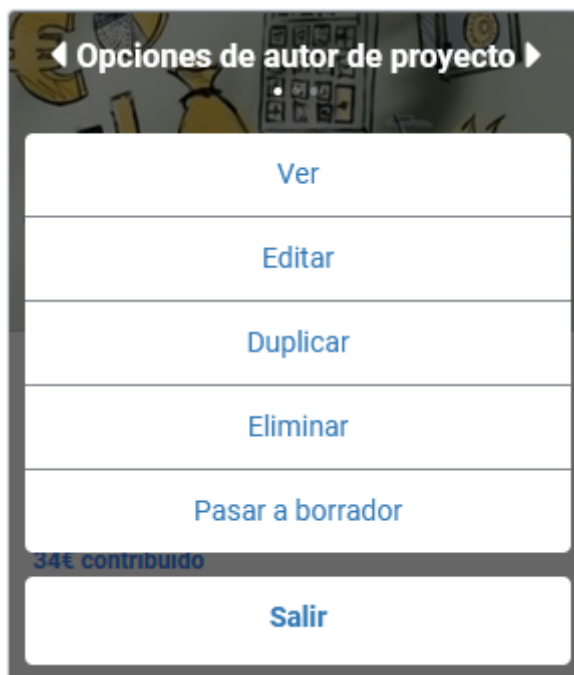 Opciones de autor de proyecto
Ver
Editar
Duplicar
Eliminar
Pasar a borrador
34€ contribuido
Salir